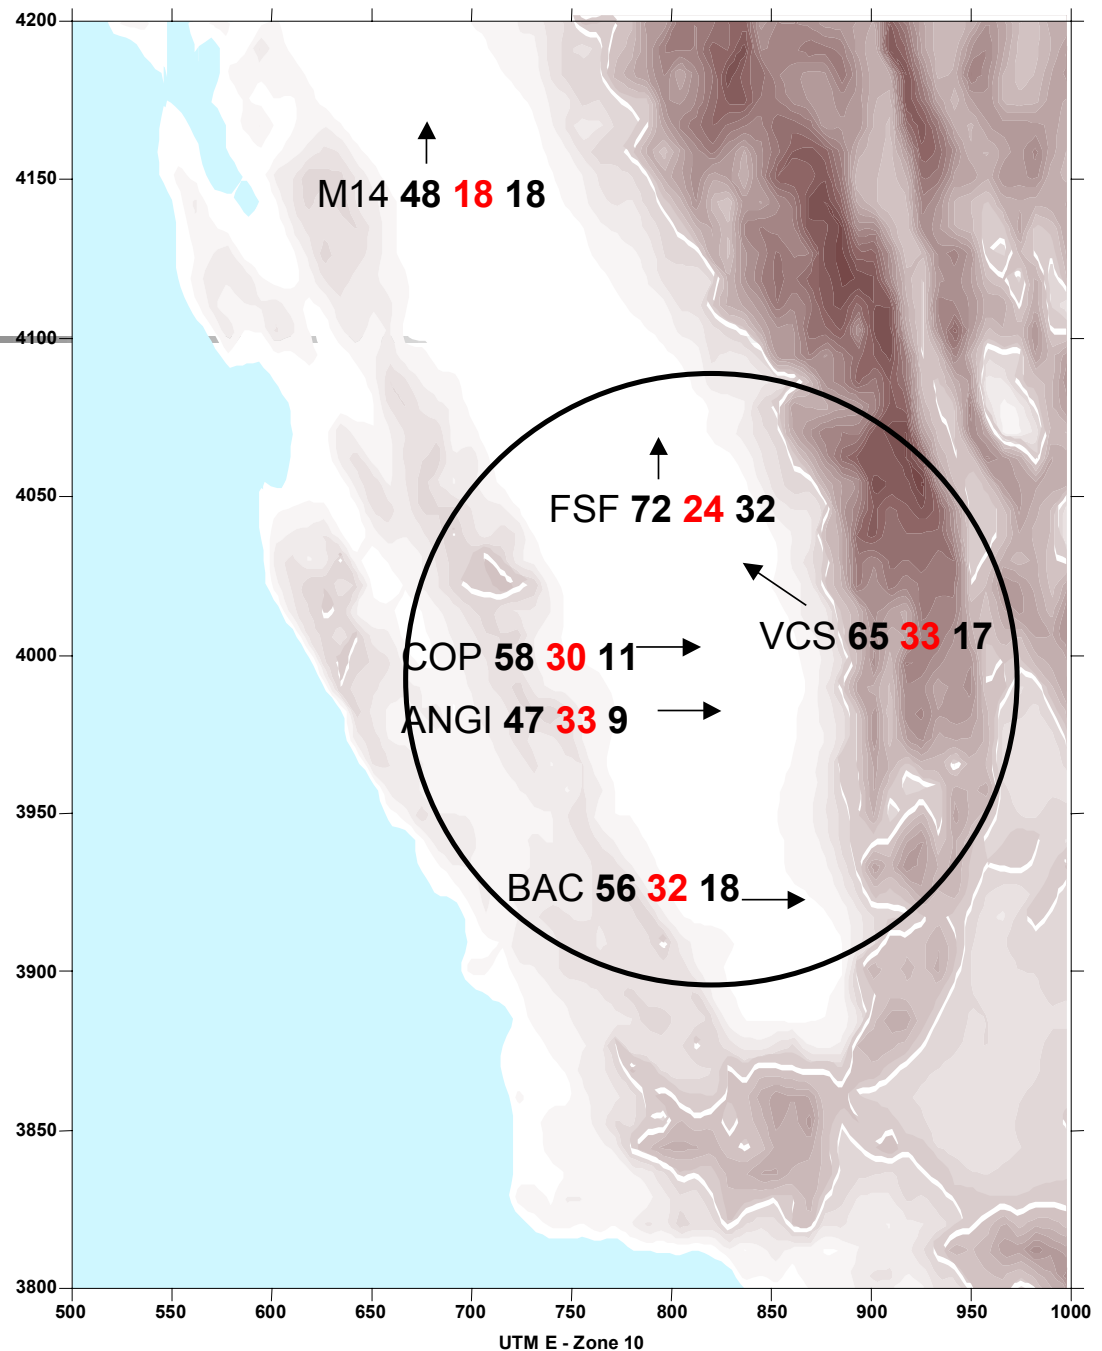 4200
4150
M14 48 18 18
4100
4050
FSF 72 24 32
VCS 65 33 17
4000
COP 58 30 11
ANGI 47 33 9
3950
BAC 56 32 18
3900
3850
3800
500 550 600 650 700 750 800 850 900 950 1000
UTM E - Zone 10